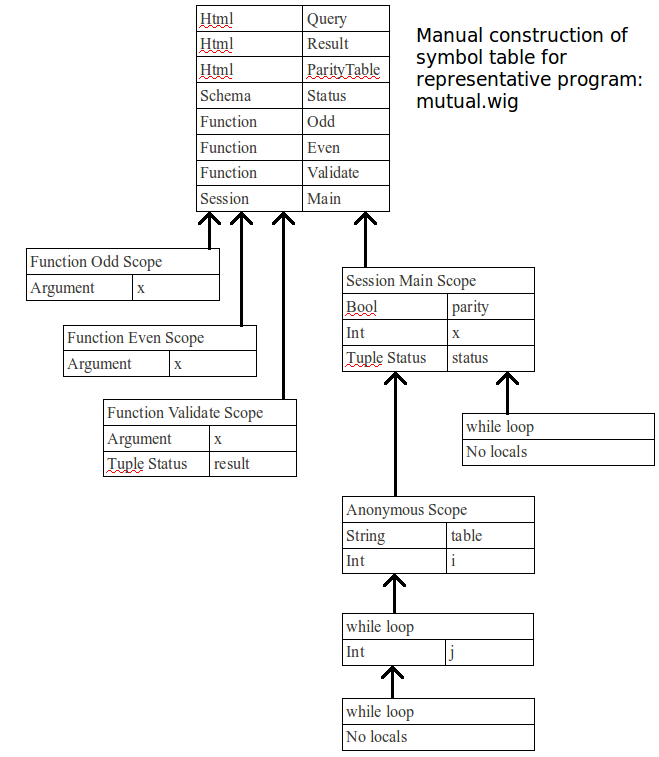 Html Query
Html Result
Html ParityTable
Schema Status
Function Odd
Function Even
Function Validate
Session Main
Manual construction of
symbol table for
representative program:
mutual.wig
Function Odd Scope
Argument x
Function Even Scope
Argument x
Function Validate Scope
Argument x
Tuple Status result
Session Main Scope
Bool parity
Int x
Tuple Status status
while loop
No locals
Anonymous Scope
String table
Int i
while loop
Int j
while loop
No locals